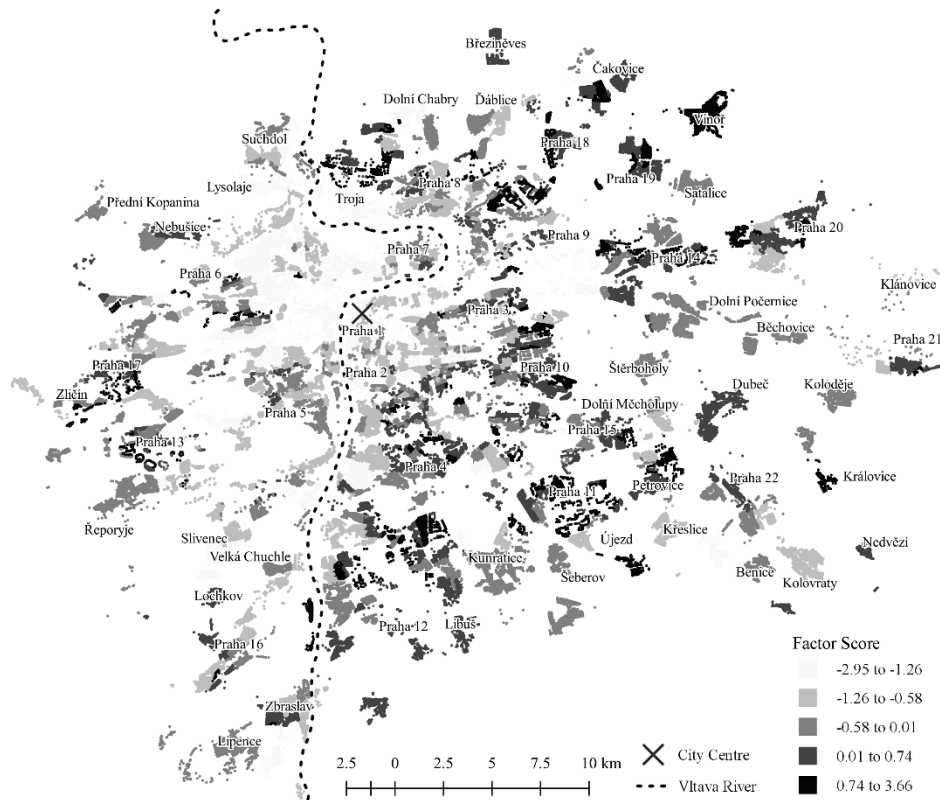 Březiněves
Čakovice
Dolní Chabry
Ďáblice
Vinoř
Suchdol
Praha 18
Praha 8
Praha 19
Lysolaje
Troja
Satalice
Přední Kopanina
Nebušice
Praha 9
Praha 20
Praha 7
Praha 14
Praha 6
Klánovice
Dolní Počernice
Praha 3
Běchovice
Praha 1
Praha 21
Praha 17
Praha 2
Praha 10
Štěrboholy
Zličín
Dubeč
Koloděje
Praha 5
Dolní Měcholupy
Praha 15
Praha 13
Praha 4
Petrovice
Praha 22
Královice
Praha 11
Řeporyje
Slivenec
Újezd
Křeslice
Nedvězí
Velká Chuchle
Kunratice
Šeberov
Benice
Kolovraty
Lochkov
Praha 12
Libuš
Praha 16
Zbraslav
Lipence
Factor Score
-2.95 to -1.26
-1.26 to -0.58
-0.58 to 0.01
0.01 to 0.74
0.74 to 3.66
City Centre
Vltava River
2.5 0 2.5 5 7.5 10 km